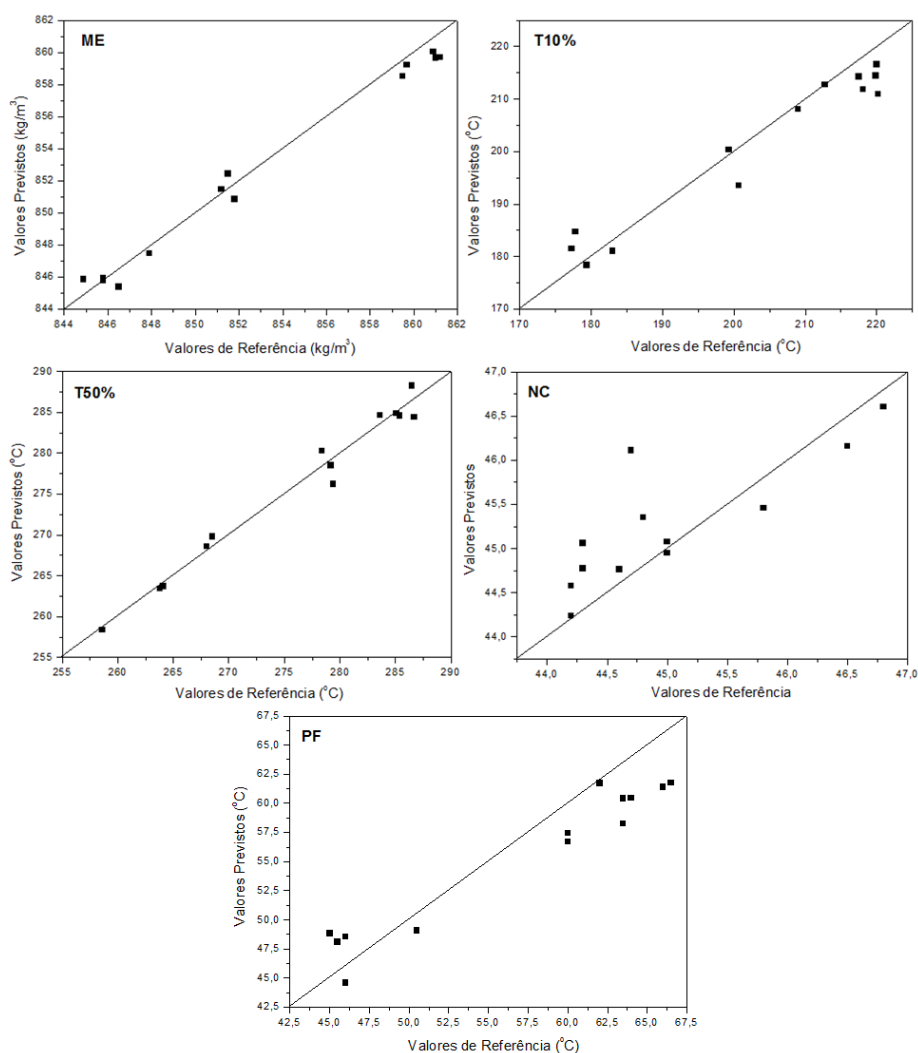 ME
862
860
858
856
854
852
850
848
846
844
Valores Previstos (kg/m³)
844 846 848 850 852 854 856 858 860 862
Valores de Referência (kg/m³)
T10%
220
210
200
190
180
170
Valores Previstos (°C)
170 180 190 200 210 220
Valores de Referência (°C)
T50%
290
285
280
275
270
265
260
255
Valores Previstos (°C)
255 260 265 270 275 280 285 290
Valores de Referência (°C)
NC
47,0
46,5
46,0
45,5
45,0
44,5
44,0
Valores Previstos
44,0 44,5 45,0 45,5 46,0 46,5 47,0
Valores de Referência
PF
67,5
65,0
62,5
60,0
57,5
55,0
52,5
50,0
47,5
45,0
42,5
Valores Previstos (°C)
42,5 45,0 47,5 50,0 52,5 55,0 57,5 60,0 62,5 65,0 67,5
Valores de Referência (°C)